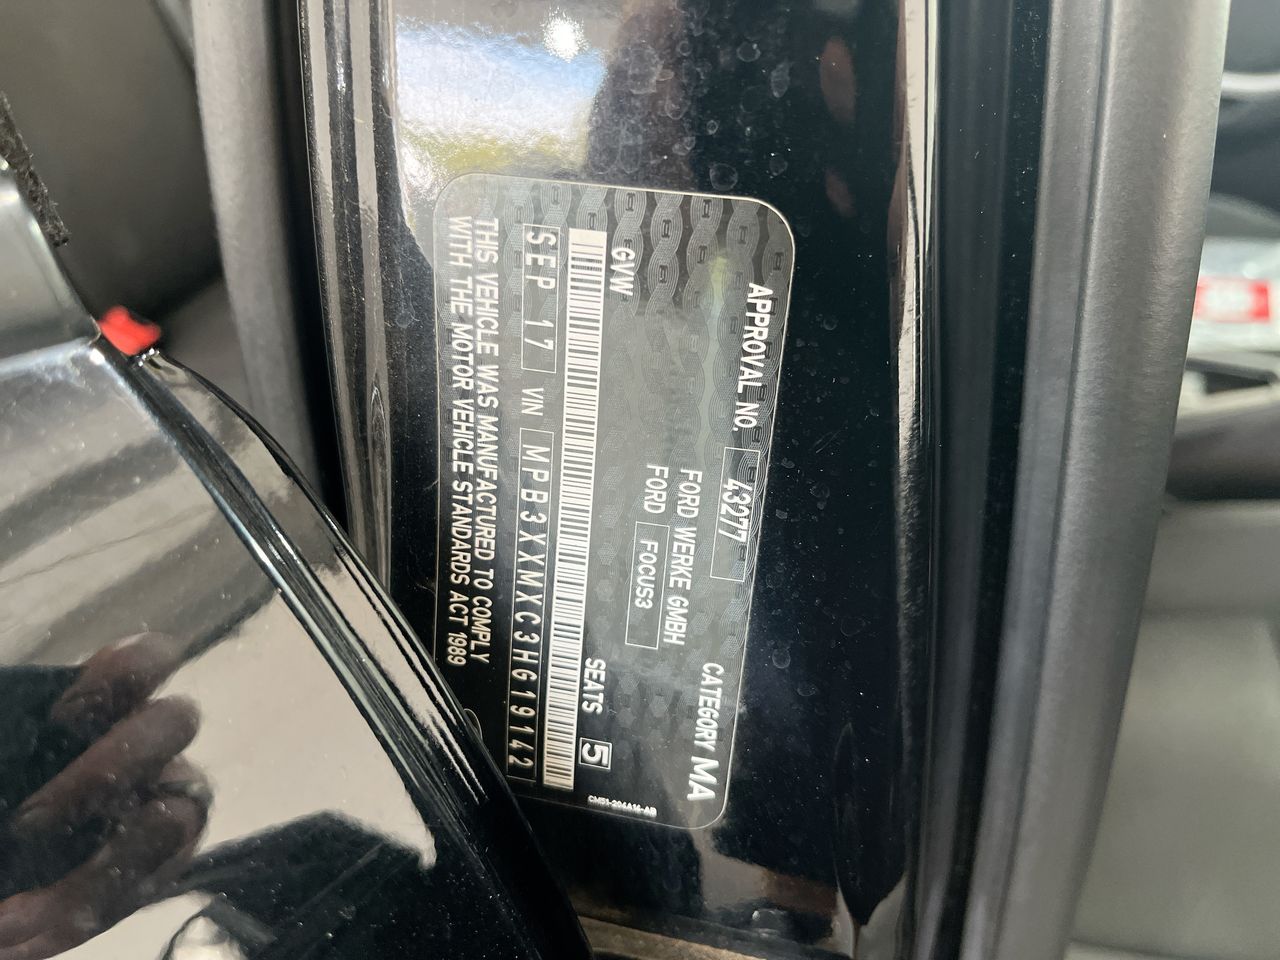 APPROVAL NO. 43277 CATEGORY MA
FORD WERKE GMBH
FORD FOCUS3
GVW SEATS 5
SEP 17 VIN MPB3XXMXC3HG19142
THIS VEHICLE WAS MANUFACTURED TO COMPLY
WITH THE MOTOR VEHICLE STANDARDS ACT 1989